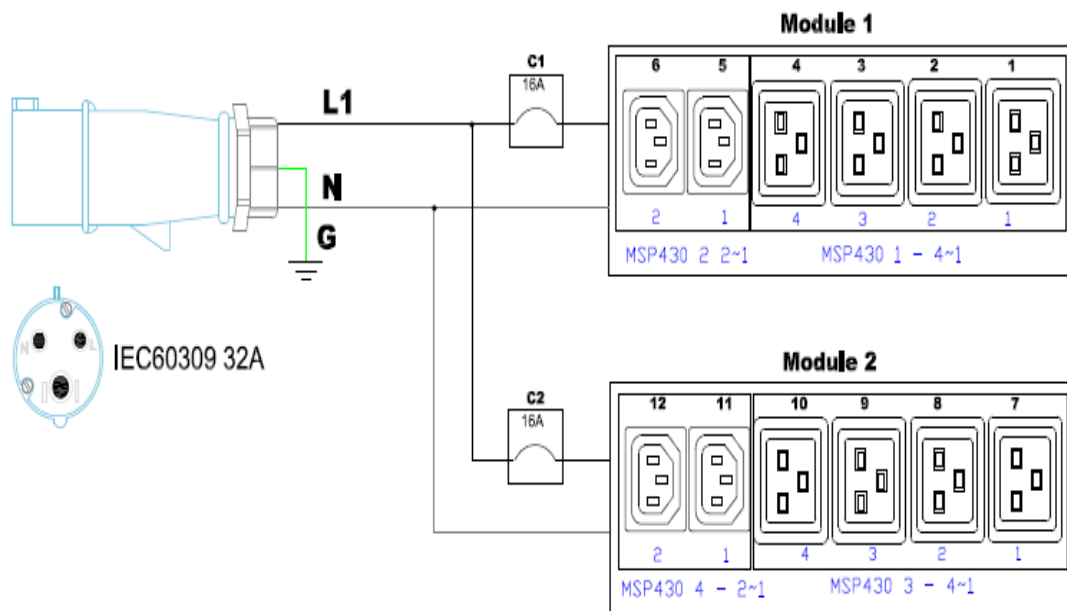 Module 1
C1
16A
6 5 4 3 2 1
L1
N
G
2 1 4 3 2 1
MSP430 2 2~1 MSP430 1 - 4~1
N L
IEC60309 32A
Module 2
C2
16A
12 11 10 9 8 7
2 1 4 3 2 1
MSP430 4 - 2~1 MSP430 3 - 4~1